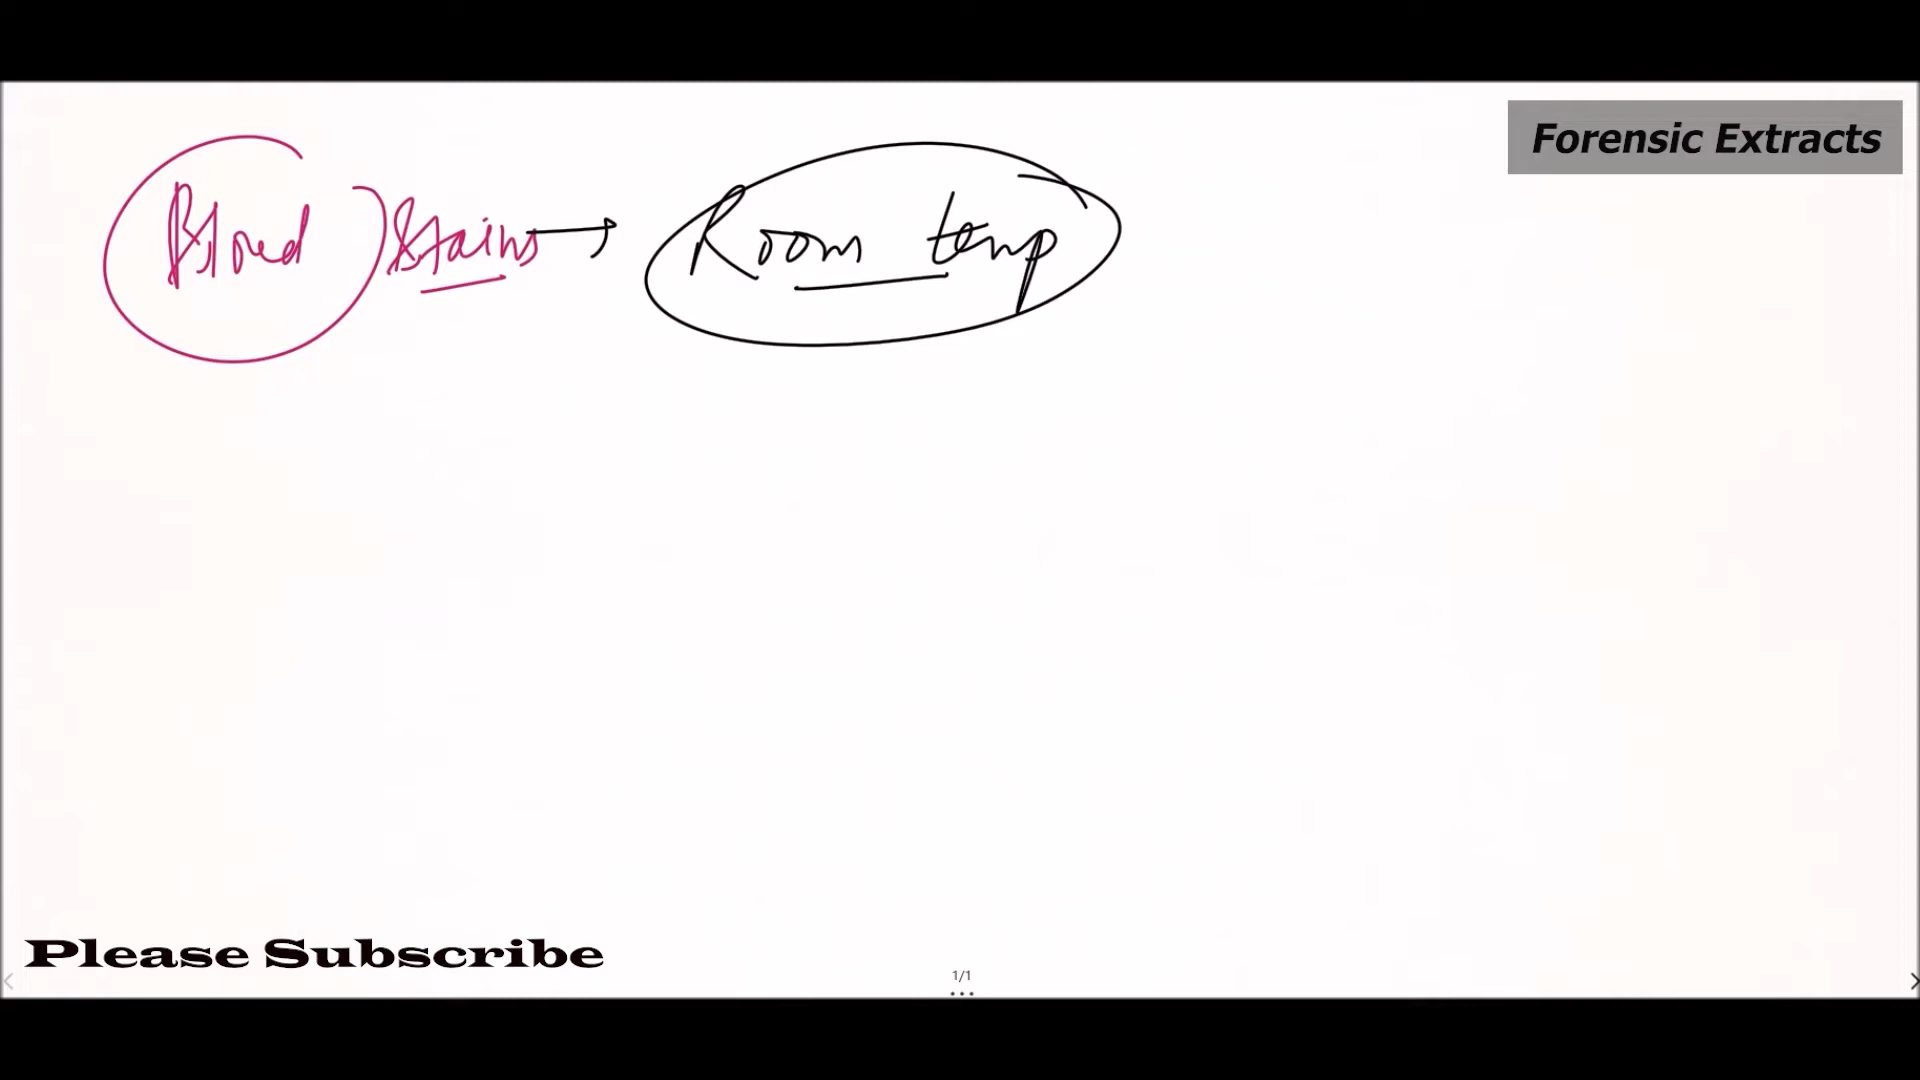 Forensic Extracts
Blood Stains → Room temp
Please Subscribe
1/1